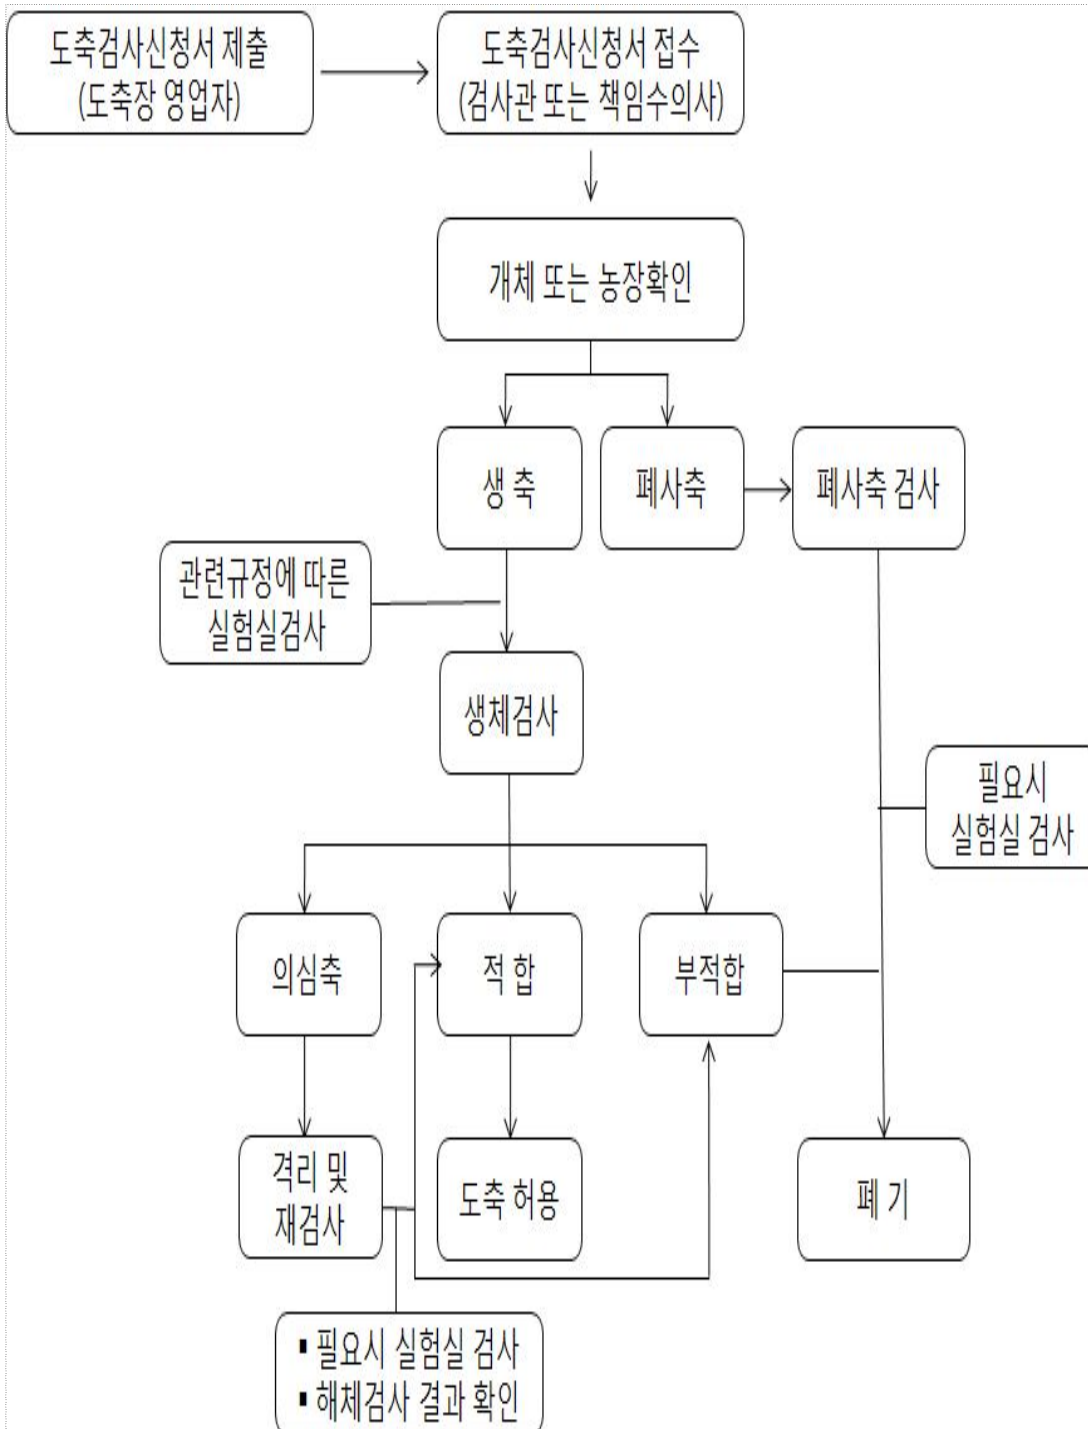 도축검사신청서 제출
(도축장 영업자)
도축검사신청서 접수
(검사관 또는 책임수의사)
개체 또는 농장확인
생 축
폐사축
폐사축 검사
관련규정에 따른
실험실검사
생체검사
필요시
실험실 검사
의심축
적 합
부적합
격리 및
재검사
도축 허용
폐 기
▪ 필요시 실험실 검사
▪ 해체검사 결과 확인